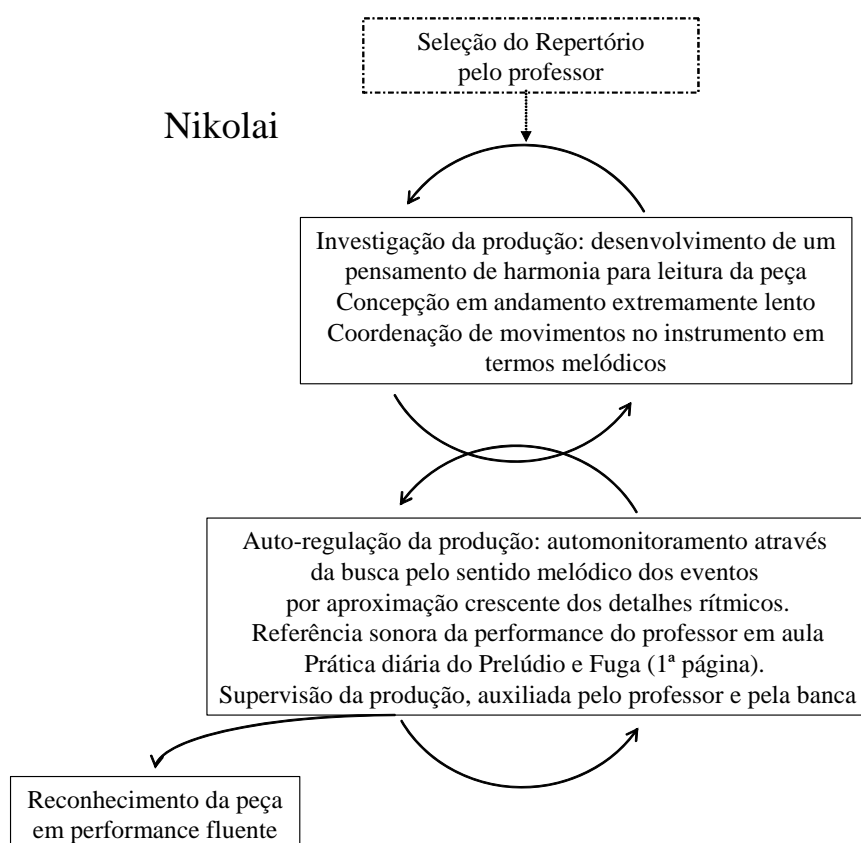 Seleção do Repertório
pelo professor
Nikolai
Investigação da produção: desenvolvimento de um
pensamento de harmonia para leitura da peça
Concepção em andamento extremamente lento
Coordenação de movimentos no instrumento em
termos melódicos
Auto-regulação da produção: automonitoramento através
da busca pelo sentido melódico dos eventos
por aproximação crescente dos detalhes rítmicos.
Referência sonora da performance do professor em aula
Prática diária do Prelúdio e Fuga (1ª página).
Supervisão da produção, auxiliada pelo professor e pela banca
Reconhecimento da peça
em performance fluente